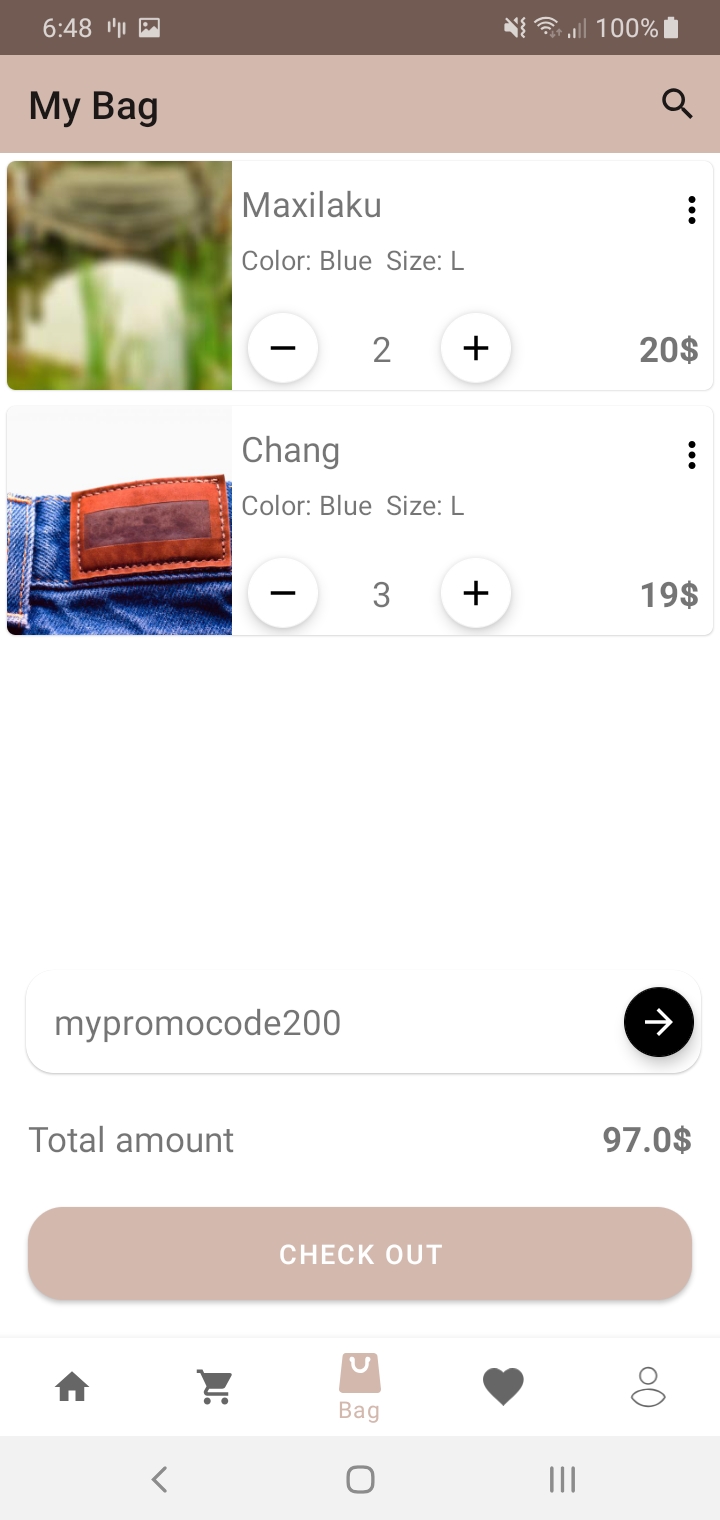 6:48 100%
My Bag
Maxilaku
Color: Blue Size: L
2 20$
Chang
Color: Blue Size: L
3 19$
mypromocode200
Total amount 97.0$
CHECK OUT
Bag